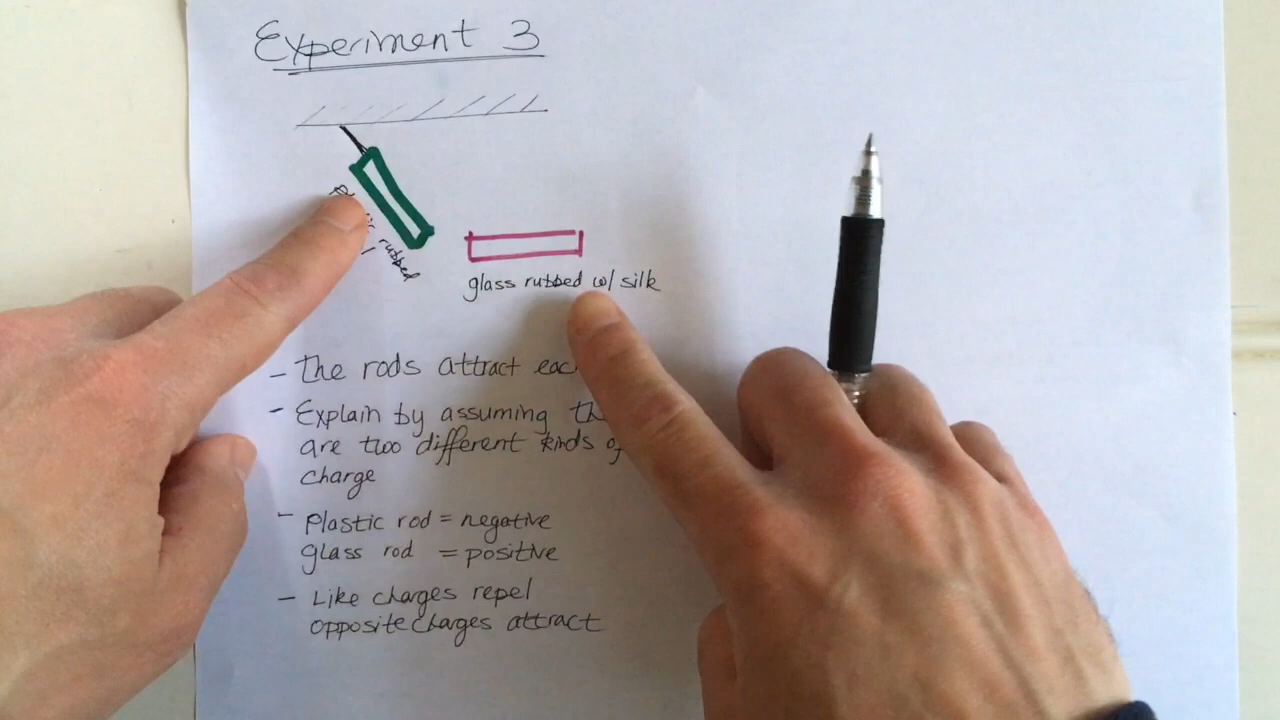 Experiment 3
rubbed
glass rubbed w/ silk
- The rods attract
- Explain by assuming
are two different kinds of
charge
- Plastic rod = negative
glass rod = positive
- Like charges repel
opposite charges attract